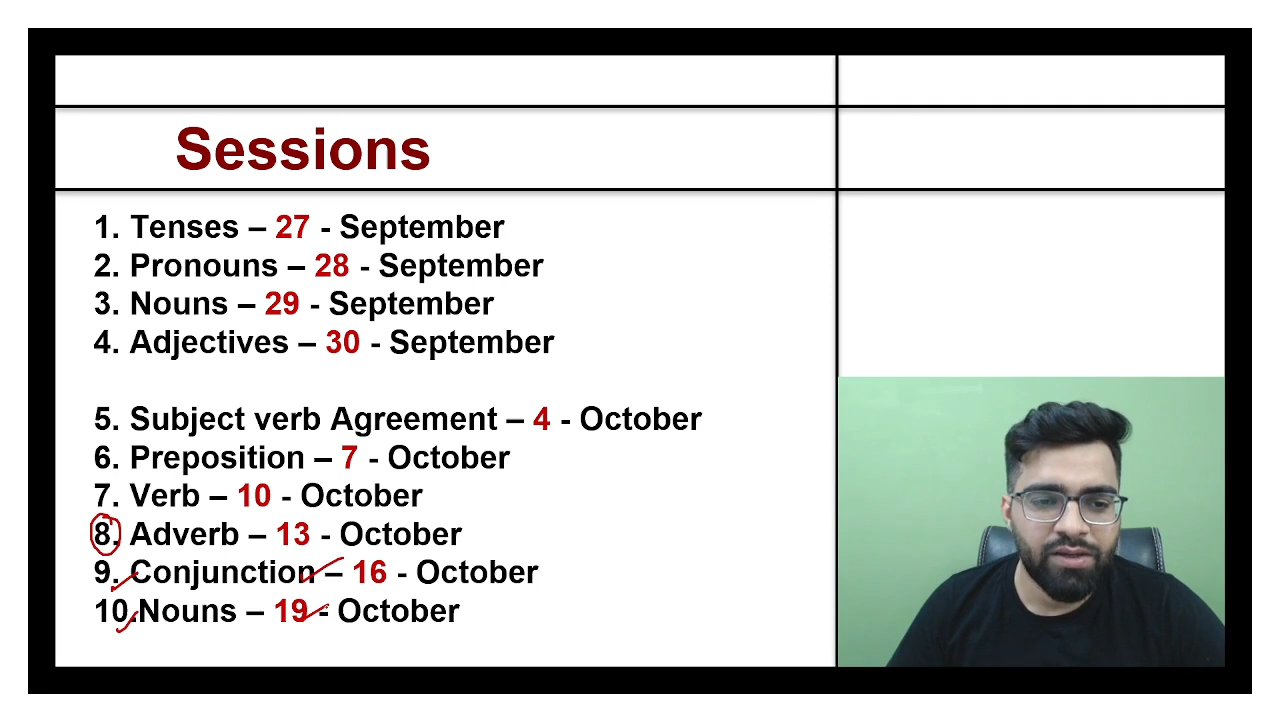 Sessions
1. Tenses – 27 - September
2. Pronouns – 28 - September
3. Nouns – 29 - September
4. Adjectives – 30 - September
5. Subject verb Agreement – 4 - October
6. Preposition – 7 - October
7. Verb – 10 - October
8. Adverb – 13 - October
9. Conjunction – 16 - October
10.Nouns – 19 - October